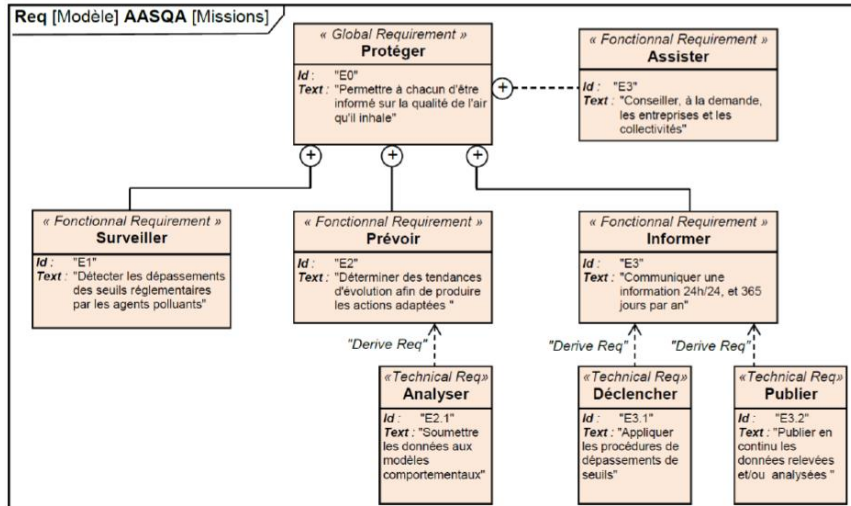 Req [Modèle] AASQA [Missions]
« Global Requirement »
Protéger
Id : "E0"
Text : "Permettre à chacun d'être
informé sur la qualité de l'air
qu'il inhale"
« Fonctionnal Requirement »
Assister
Id : "E3"
Text : "Conseiller, à la demande,
les entreprises et les
collectivités"
« Fonctionnal Requirement »
Surveiller
Id : "E1"
Text : "Détecter les dépassements
des seuils réglementaires
par les agents polluants"
« Fonctionnal Requirement »
Prévoir
Id : "E2"
Text : "Déterminer des tendances
d'évolution afin de produire
les actions adaptées "
« Fonctionnal Requirement »
Informer
Id : "E3"
Text : "Communiquer une
information 24h/24, et 365
jours par an"
"Derive Req"
"Derive Req"
"Derive Req"
«Technical Req»
Analyser
Id : "E2.1"
Text : "Soumettre
les données aux
modèles
comportementaux"
«Technical Req»
Déclencher
Id : "E3.1"
Text : "Appliquer
les procédures de
dépassements de
seuils"
«Technical Req»
Publier
Id : "E3.2"
Text : "Publier en
continu les
données relevées
et/ou analysées "